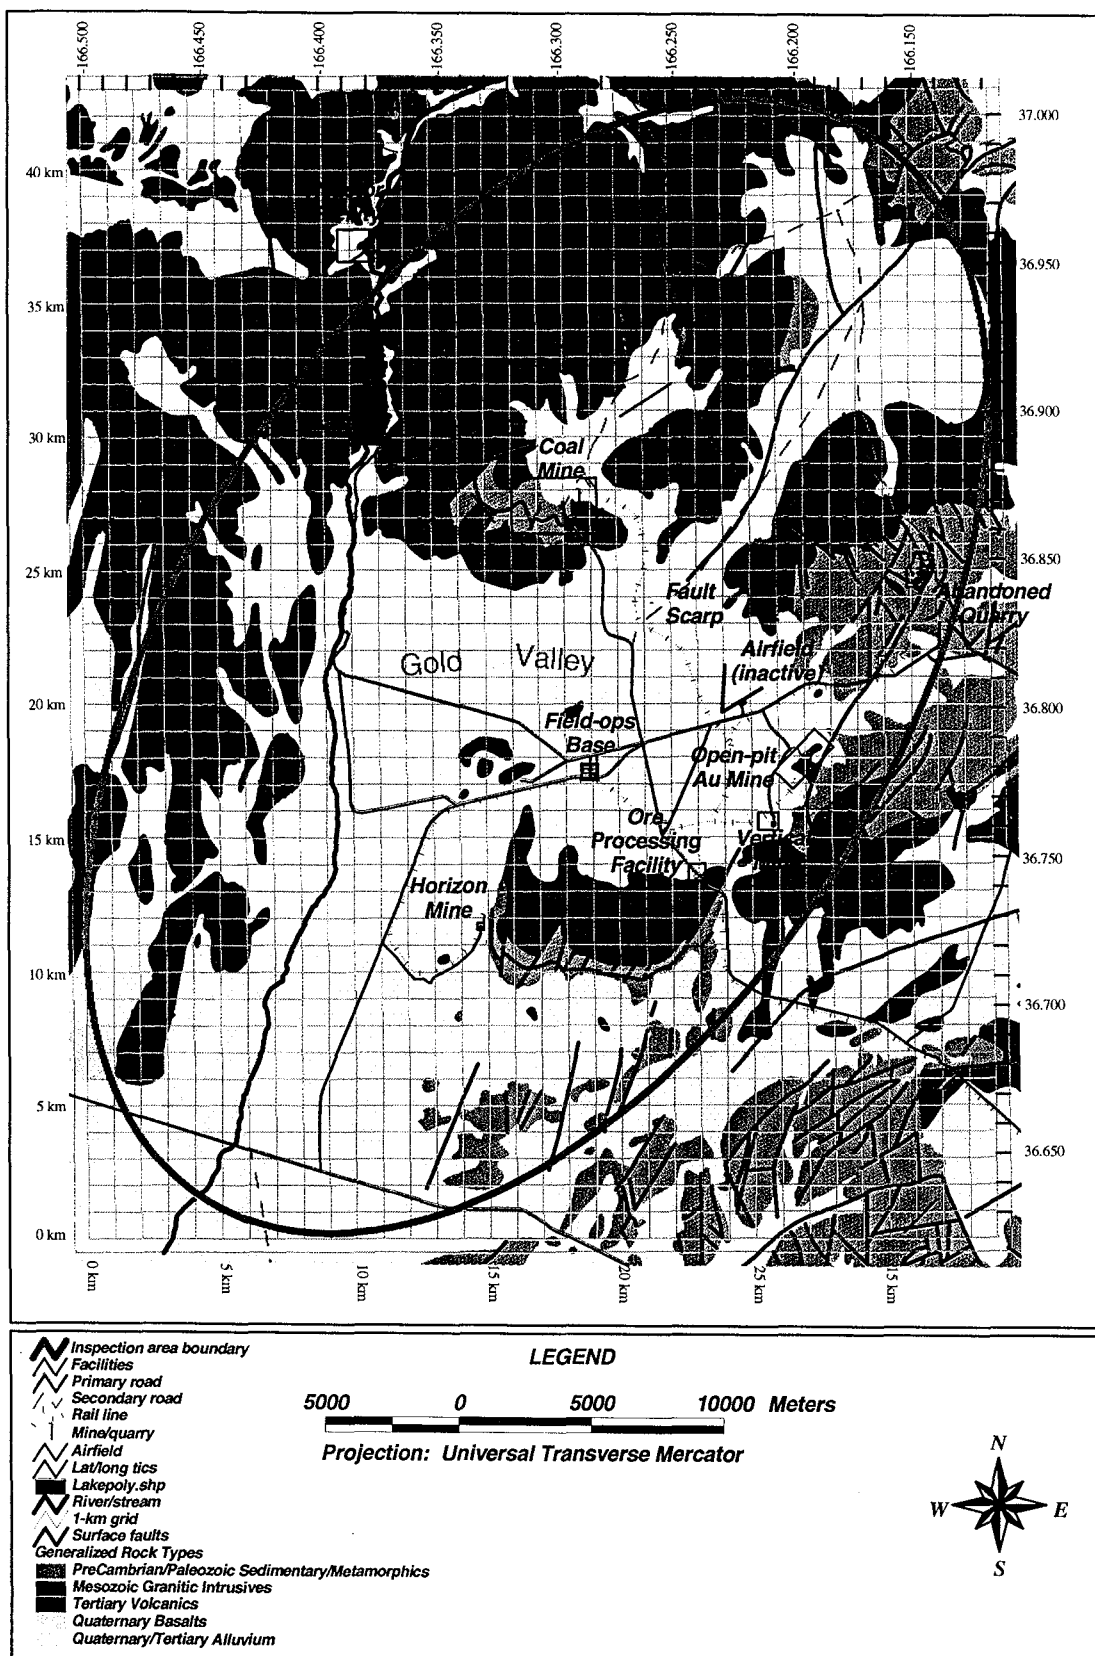 -166.500
-166.450
-166.400
-166.350
-166.300
-166.250
-166.200
-166.150
37.000
40 km
36.950
35 km
36.900
30 km
Coal
Mine
36.850
25 km
Fault
Scarp
Abandoned
Quarry
Gold Valley
Airfield
(inactive)
20 km
36.800
Field-ops
Base
Open-pit
Au Mine
Ore
Processing
Facility
15 km
36.750
Horizon
Mine
10 km
36.700
5 km
36.650
0 km
0 km
5 km
10 km
15 km
20 km
25 km
15 km
LEGEND
Inspection area boundary
Facilities
Primary road
Secondary road
Rail line
Mine/quarry
Airfield
Lat/long tics
Lakepoly.shp
River/stream
1-km grid
Surface faults
Generalized Rock Types
PreCambrian/Paleozoic Sedimentary/Metamorphics
Mesozoic Granitic Intrusives
Tertiary Volcanics
Quaternary Basalts
Quaternary/Tertiary Alluvium
5000 0 5000 10000 Meters
Projection: Universal Transverse Mercator
N
W E
S